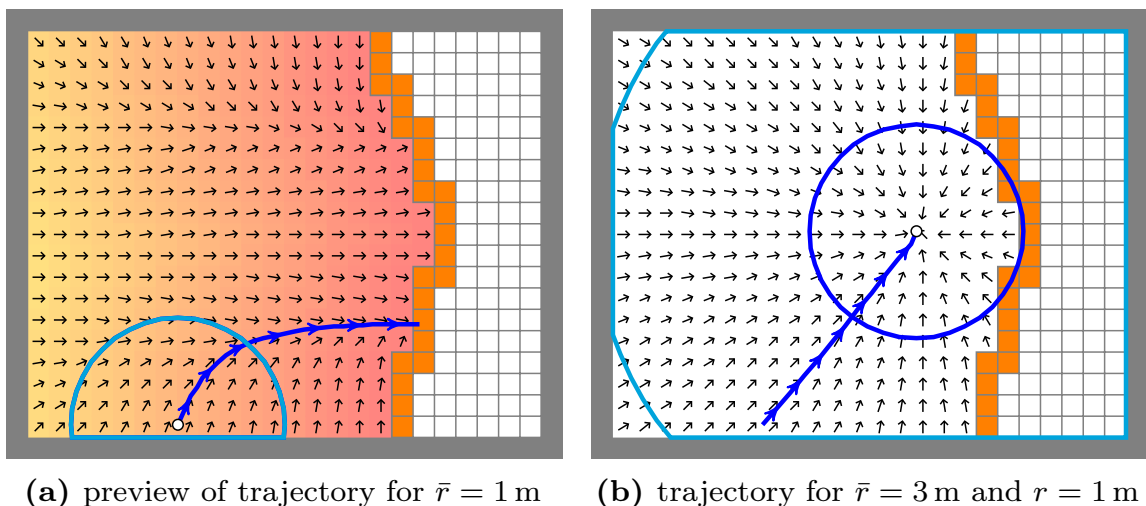 (a) preview of trajectory for r̄ = 1 m
(b) trajectory for r̄ = 3 m and r = 1 m